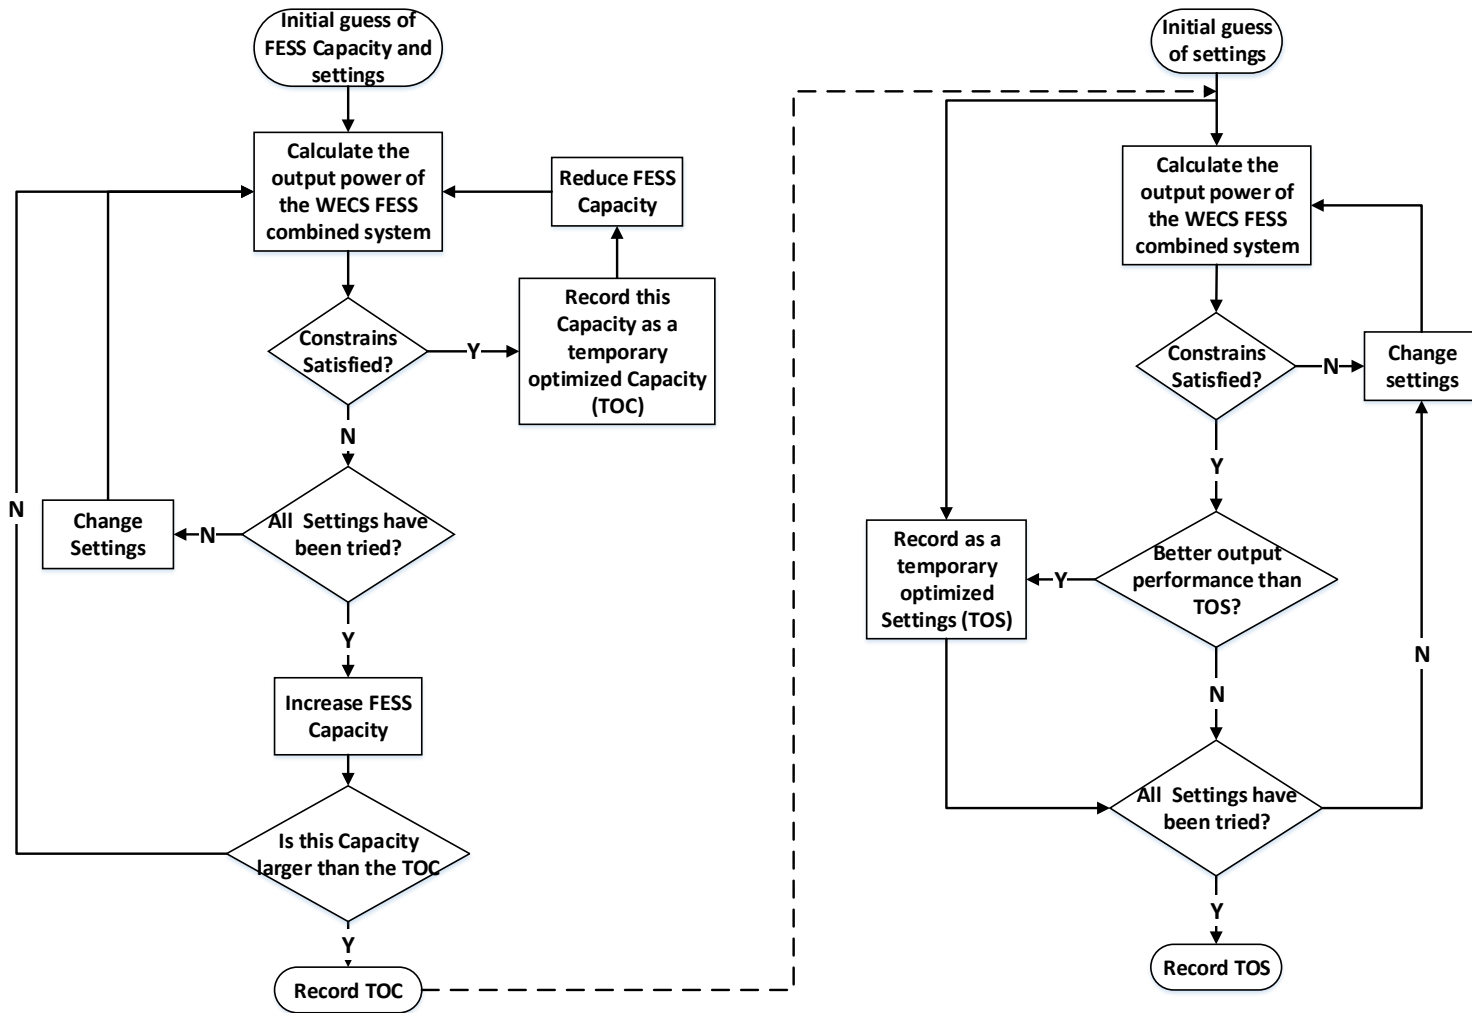 Initial guess of
FESS Capacity and
settings
Calculate the
output power of
the WECS FESS
combined system
Reduce FESS
Capacity
Record this
Capacity as a
temporary
optimized Capacity
(TOC)
Constrains
Satisfied?
Y
N
N
Change
Settings
N
All Settings have
been tried?
Y
Increase FESS
Capacity
Is this Capacity
larger than the TOC
Y
Record TOC
Initial guess
of settings
Calculate the
output power of
the WECS FESS
combined system
Constrains
Satisfied?
N
Change
settings
Y
Record as a
temporary
optimized
Settings (TOS)
Y
Better output
performance than
TOS?
N
N
All Settings have
been tried?
Y
Record TOS